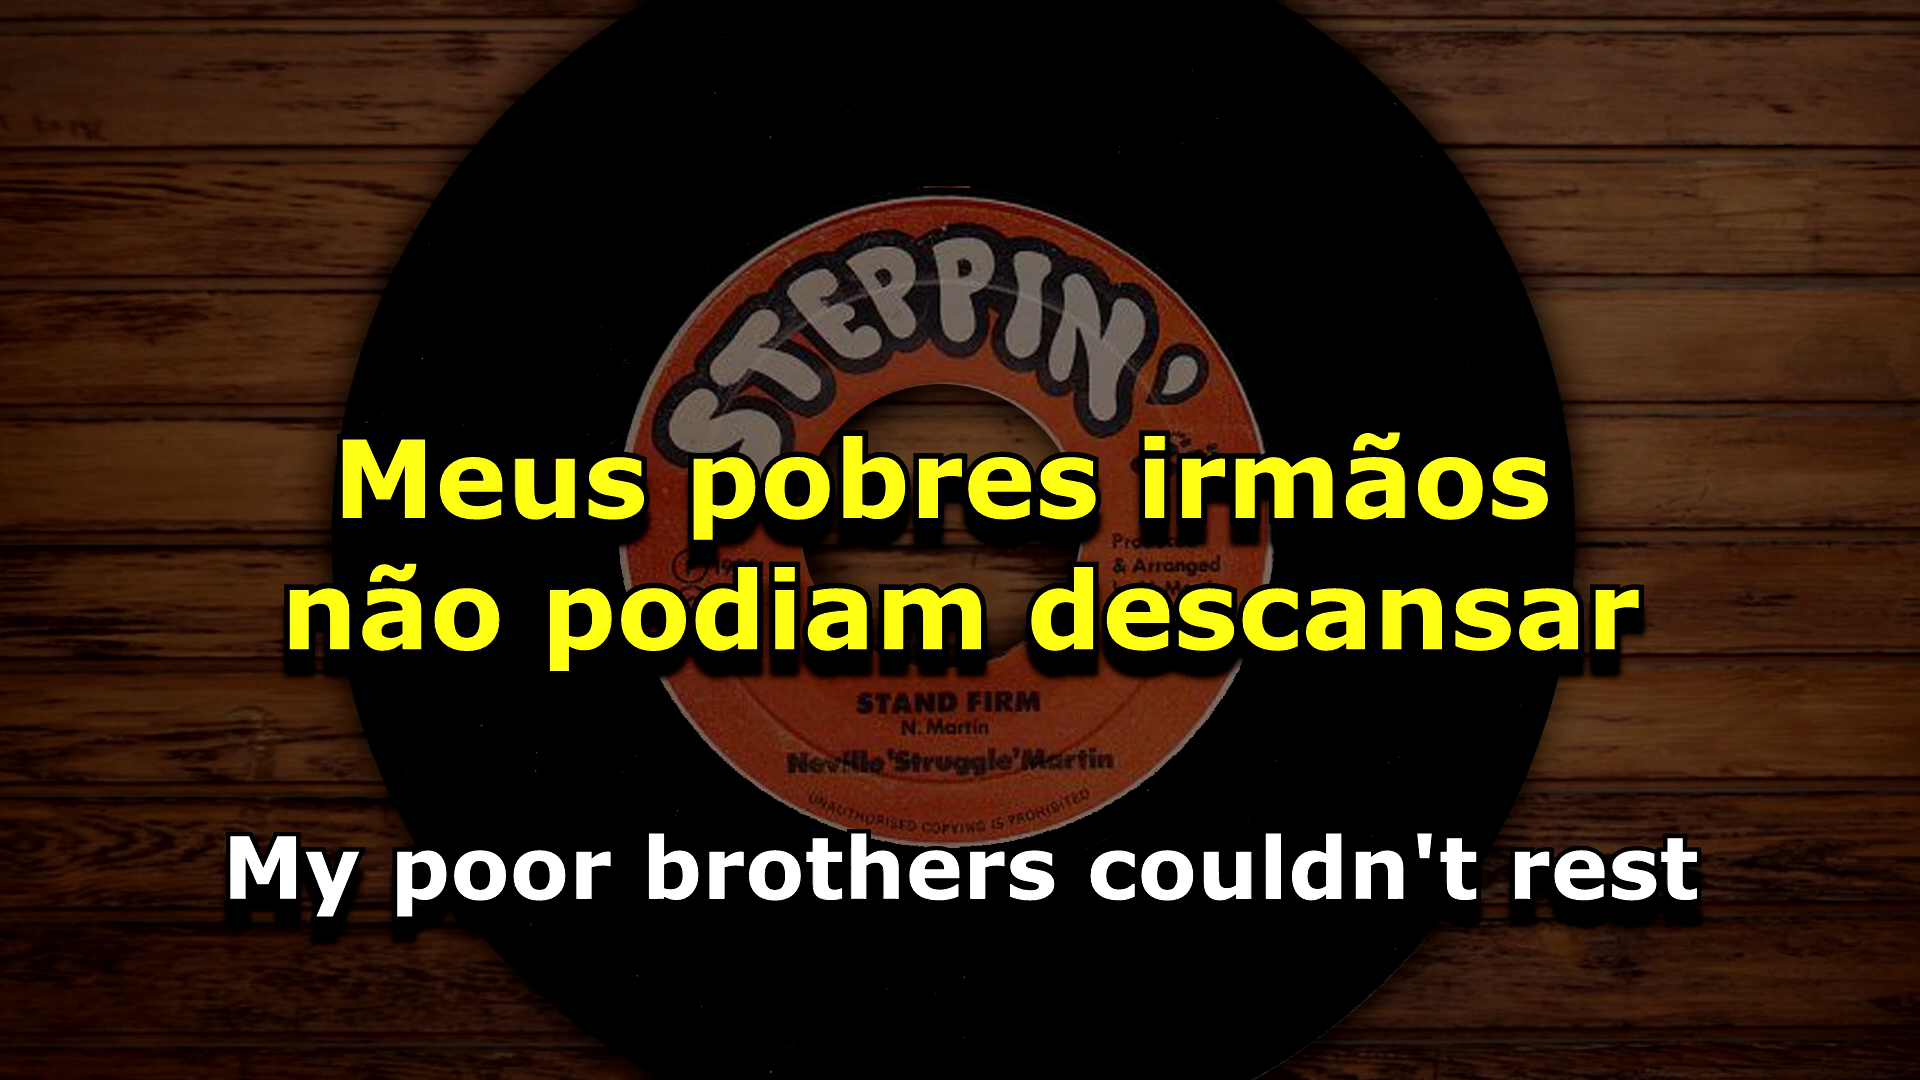 STEPPIN'
Meus pobres irmãos
& Arranged
não podiam descansar
STAND FIRM
N. Martin
Neville 'Struggle' Martin
UNAUTHORISED COPYING IS PROHIBITED
My poor brothers couldn't rest